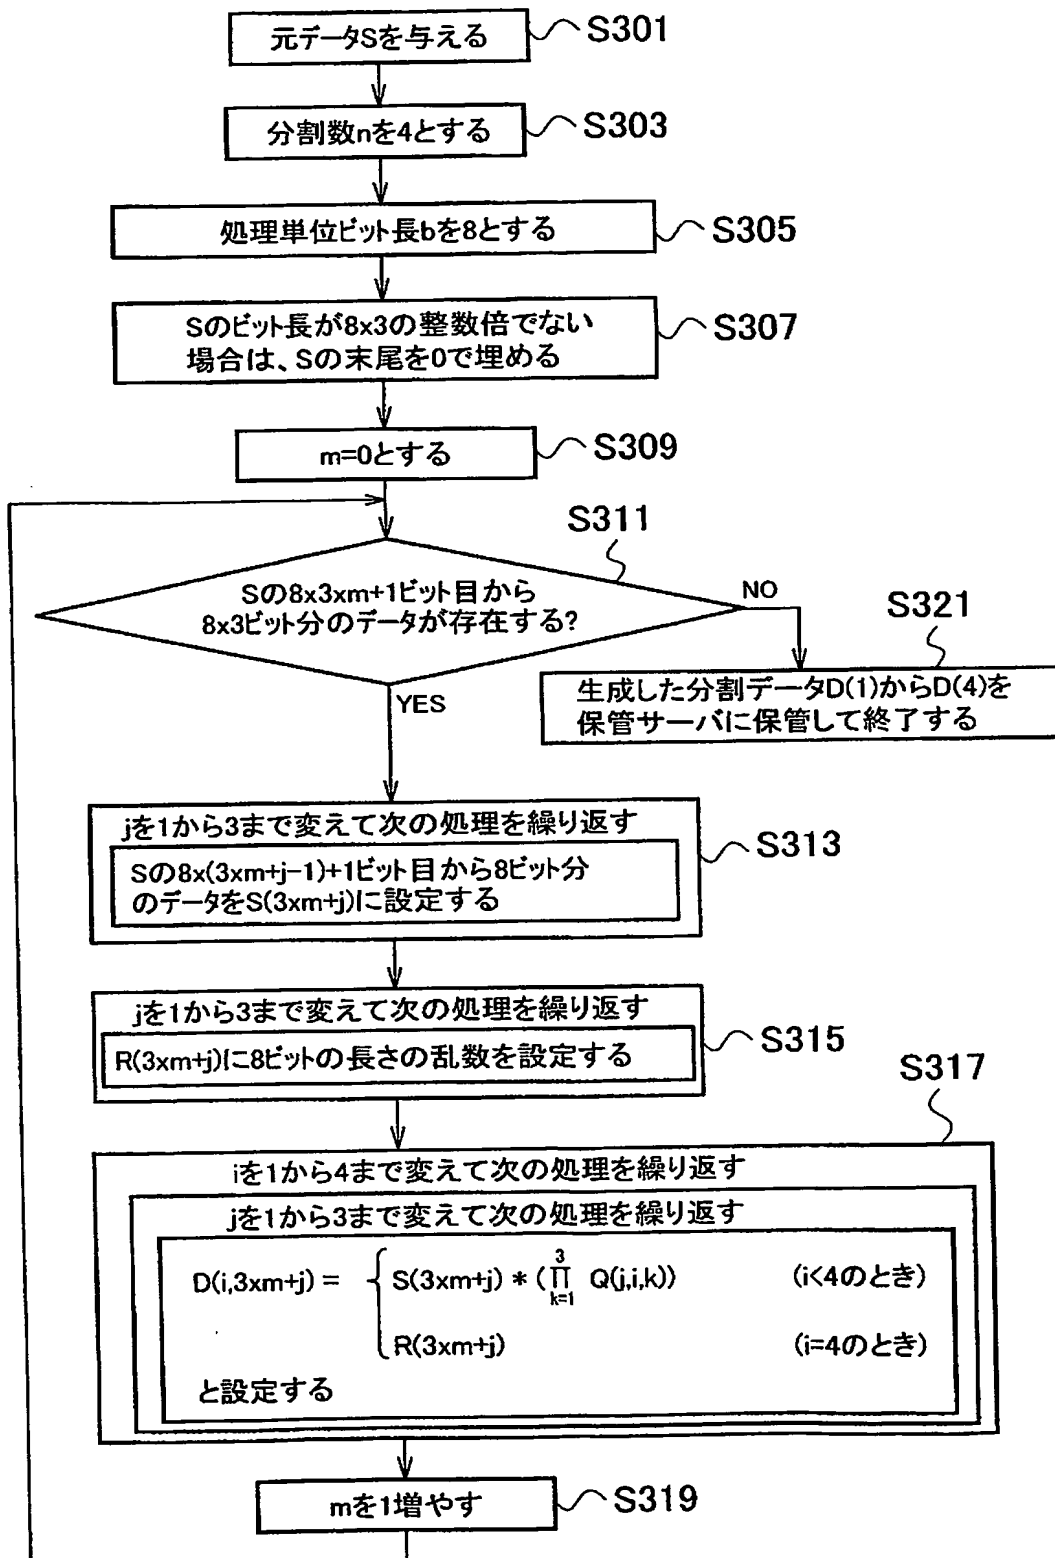 元データSを与える
S301
分割数nを4とする
S303
処理単位ビット長bを8とする
S305
Sのビット長が8x3の整数倍でない
場合は、Sの末尾を0で埋める
S307
m=0とする
S309
S311
Sの8x3xm+1ビット目から
8x3ビット分のデータが存在する?
NO
YES
S321
生成した分割データD(1)からD(4)を
保管サーバに保管して終了する
jを1から3まで変えて次の処理を繰り返す
S313
Sの8x(3xm+j-1)+1ビット目から8ビット分
のデータをS(3xm+j)に設定する
jを1から3まで変えて次の処理を繰り返す
S315
R(3xm+j)に8ビットの長さの乱数を設定する
S317
iを1から4まで変えて次の処理を繰り返す
jを1から3まで変えて次の処理を繰り返す
D(i,3xm+j) = { S(3xm+j) * (∏_{k=1}^{3} Q(j,i,k)) (i<4のとき)
R(3xm+j) (i=4のとき)
と設定する
mを1増やす
S319